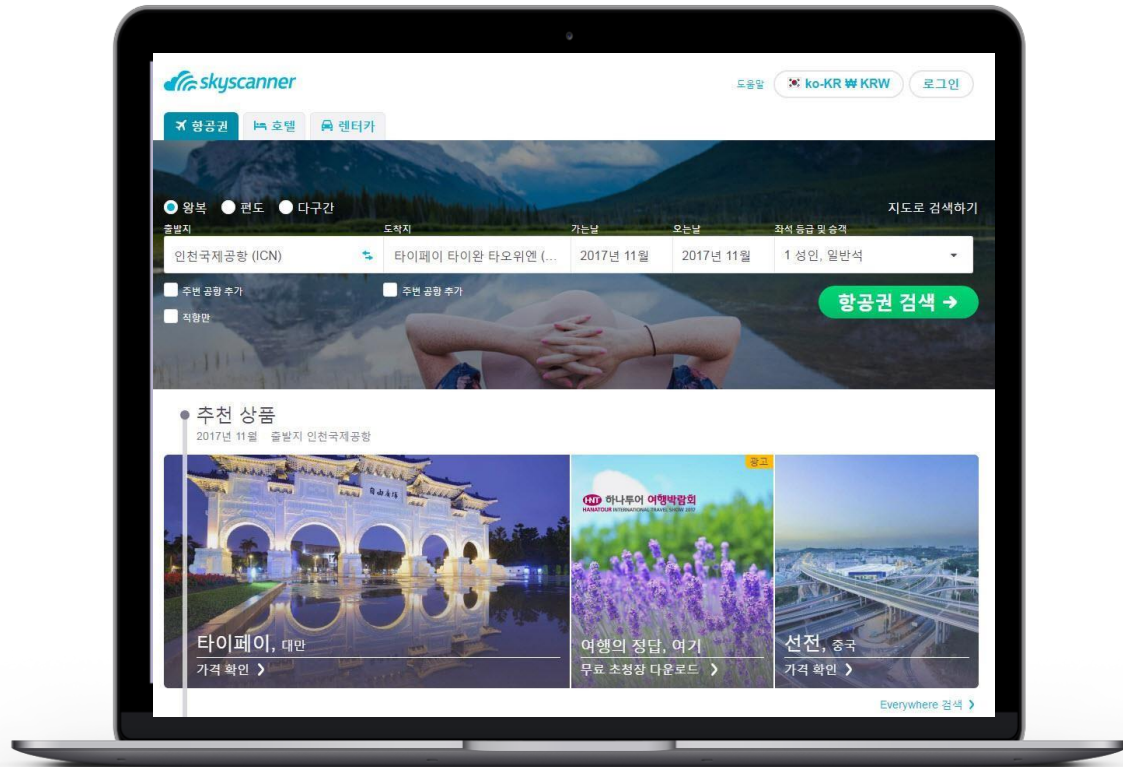 skyscanner
도움말
ko-KR ₩ KRW
로그인
항공권
호텔
렌터카
왕복
편도
다구간
지도로 검색하기
출발지
도착지
가는날
오는날
좌석 등급 및 승객
인천국제공항 (ICN)
타이페이 타이완 타오위엔 (...
2017년 11월
2017년 11월
1 성인, 일반석
주변 공항 추가
주변 공항 추가
직항만
항공권 검색 →
추천 상품
2017년 11월 출발지 인천국제공항
광고
HNT 하나투어 여행박람회
HANATOUR INTERNATIONAL TRAVEL SHOW 2017
타이페이, 대만
가격 확인
여행의 정답, 여기
무료 초청장 다운로드
선전, 중국
가격 확인
Everywhere 검색